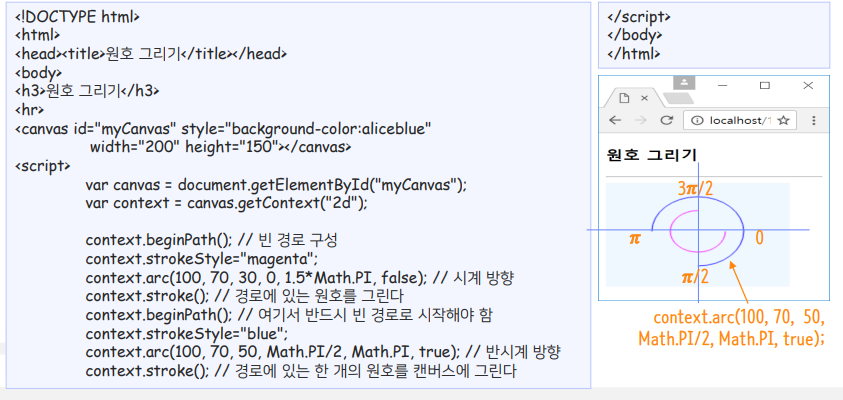 <!DOCTYPE html>
<html>
<head><title>원호 그리기</title></head>
<body>
<h3>원호 그리기</h3>
<hr>
<canvas id="myCanvas" style="background-color:aliceblue"
width="200" height="150"></canvas>
<script>
var canvas = document.getElementById("myCanvas");
var context = canvas.getContext("2d");
context.beginPath(); // 빈 경로 구성
context.strokeStyle="magenta";
context.arc(100, 70, 30, 0, 1.5*Math.PI, false); // 시계 방향
context.stroke(); // 경로에 있는 원호를 그린다
context.beginPath(); // 여기서 반드시 빈 경로로 시작해야 함
context.strokeStyle="blue";
context.arc(100, 70, 50, Math.PI/2, Math.PI, true); // 반시계 방향
context.stroke(); // 경로에 있는 한 개의 원호를 캔버스에 그린다
</script>
</body>
</html>
localhost/
원호 그리기
3π/2
π
0
π/2
context.arc(100, 70, 50,
Math.PI/2, Math.PI, true);